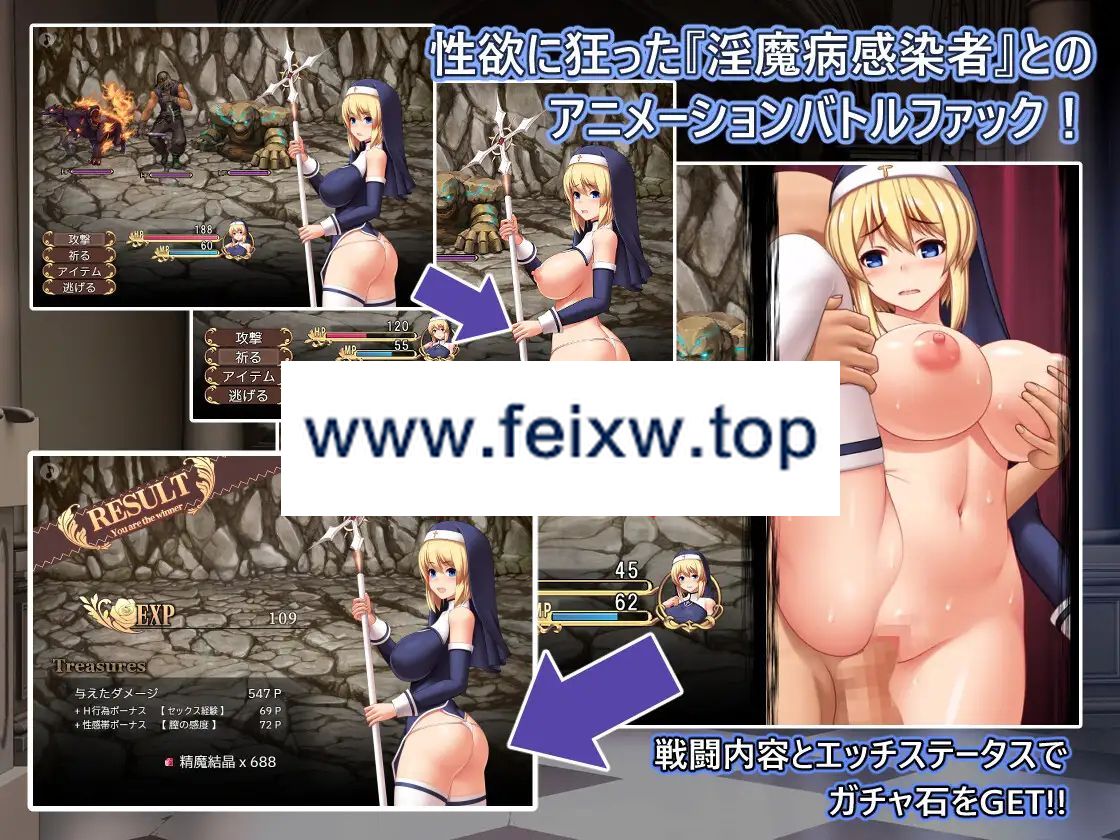 性欲に狂った『淫魔病感染者』との
アニメーションバトルファック！
攻撃
祈る
アイテム
逃げる
HP 188
MP 60
攻撃
祈る
アイテム
逃げる
HP 120
MP 55
www.feixw.top
RESULT
You are the winner
EXP 109
Treasures
与えたダメージ 547 P
+ H行為ボーナス 【 セックス経験 】 69 P
+ 性感帯ボーナス 【 膣の感度 】 72 P
精魔結晶 x 688
45
MP 62
戦闘内容とエッチステータスで
ガチャ石をGET!!